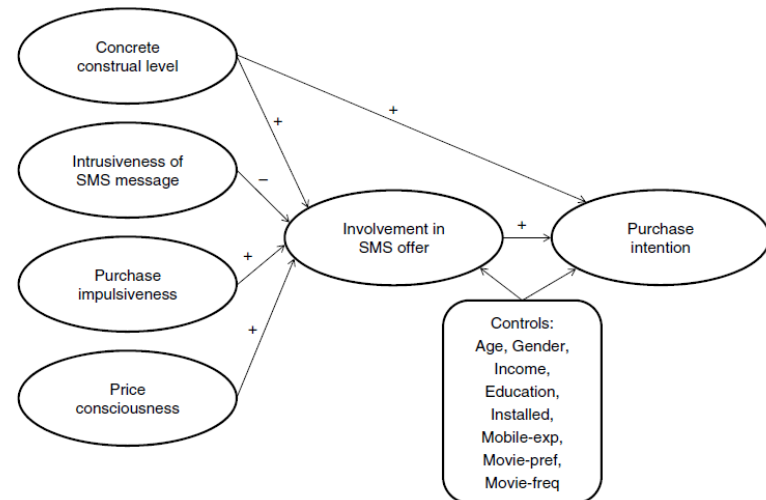 Concrete
construal level
+
+
Intrusiveness of
SMS message
–
Involvement in
SMS offer
+
Purchase
intention
Purchase
impulsiveness
+
+
Price
consciousness
Controls:
Age, Gender,
Income,
Education,
Installed,
Mobile-exp,
Movie-pref,
Movie-freq